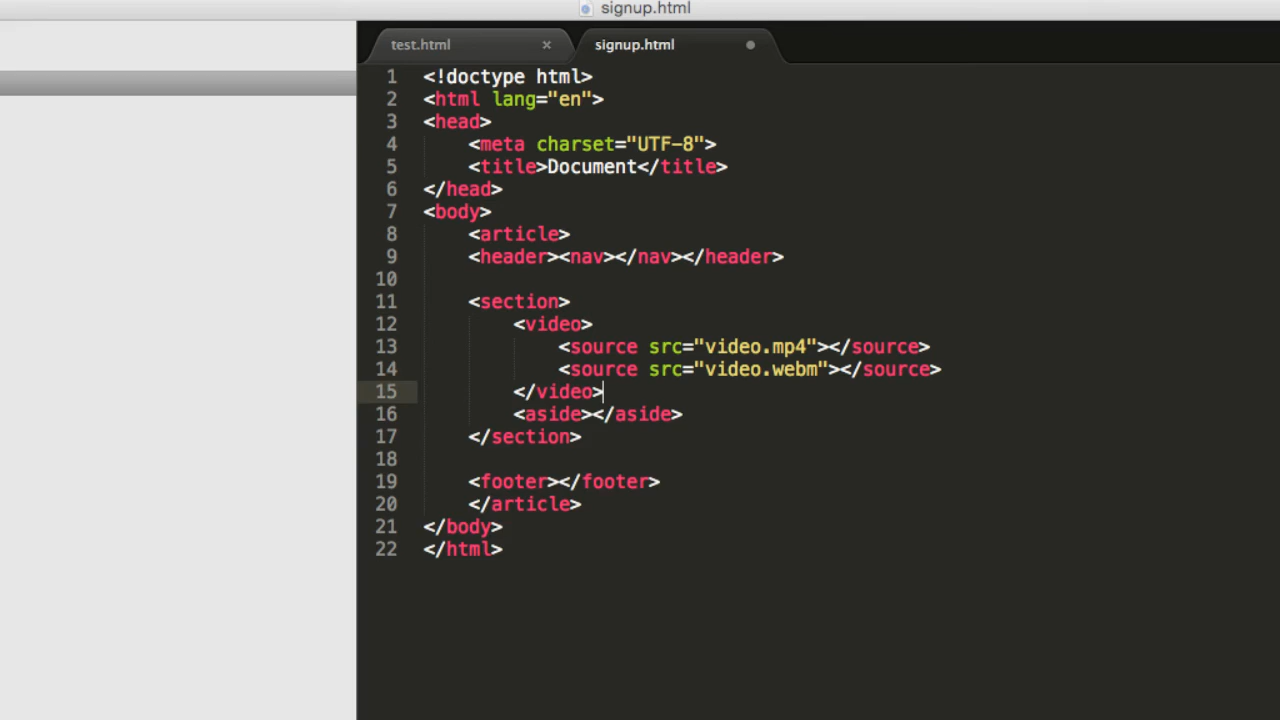 signup.html
test.html × signup.html
1 <!doctype html>
2 <html lang="en">
3 <head>
4     <meta charset="UTF-8">
5     <title>Document</title>
6 </head>
7 <body>
8     <article>
9     <header><nav></nav></header>
10
11     <section>
12         <video>
13             <source src="video.mp4"></source>
14             <source src="video.webm"></source>
15         </video>
16         <aside></aside>
17     </section>
18
19     <footer></footer>
20     </article>
21 </body>
22 </html>